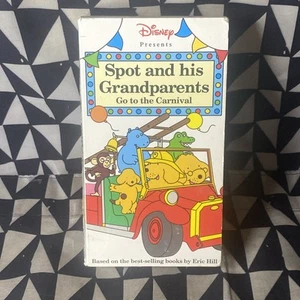 Disney
Presents
Spot and his
Grandparents
Go to the Carnival
Based on the best-selling books by Eric Hill